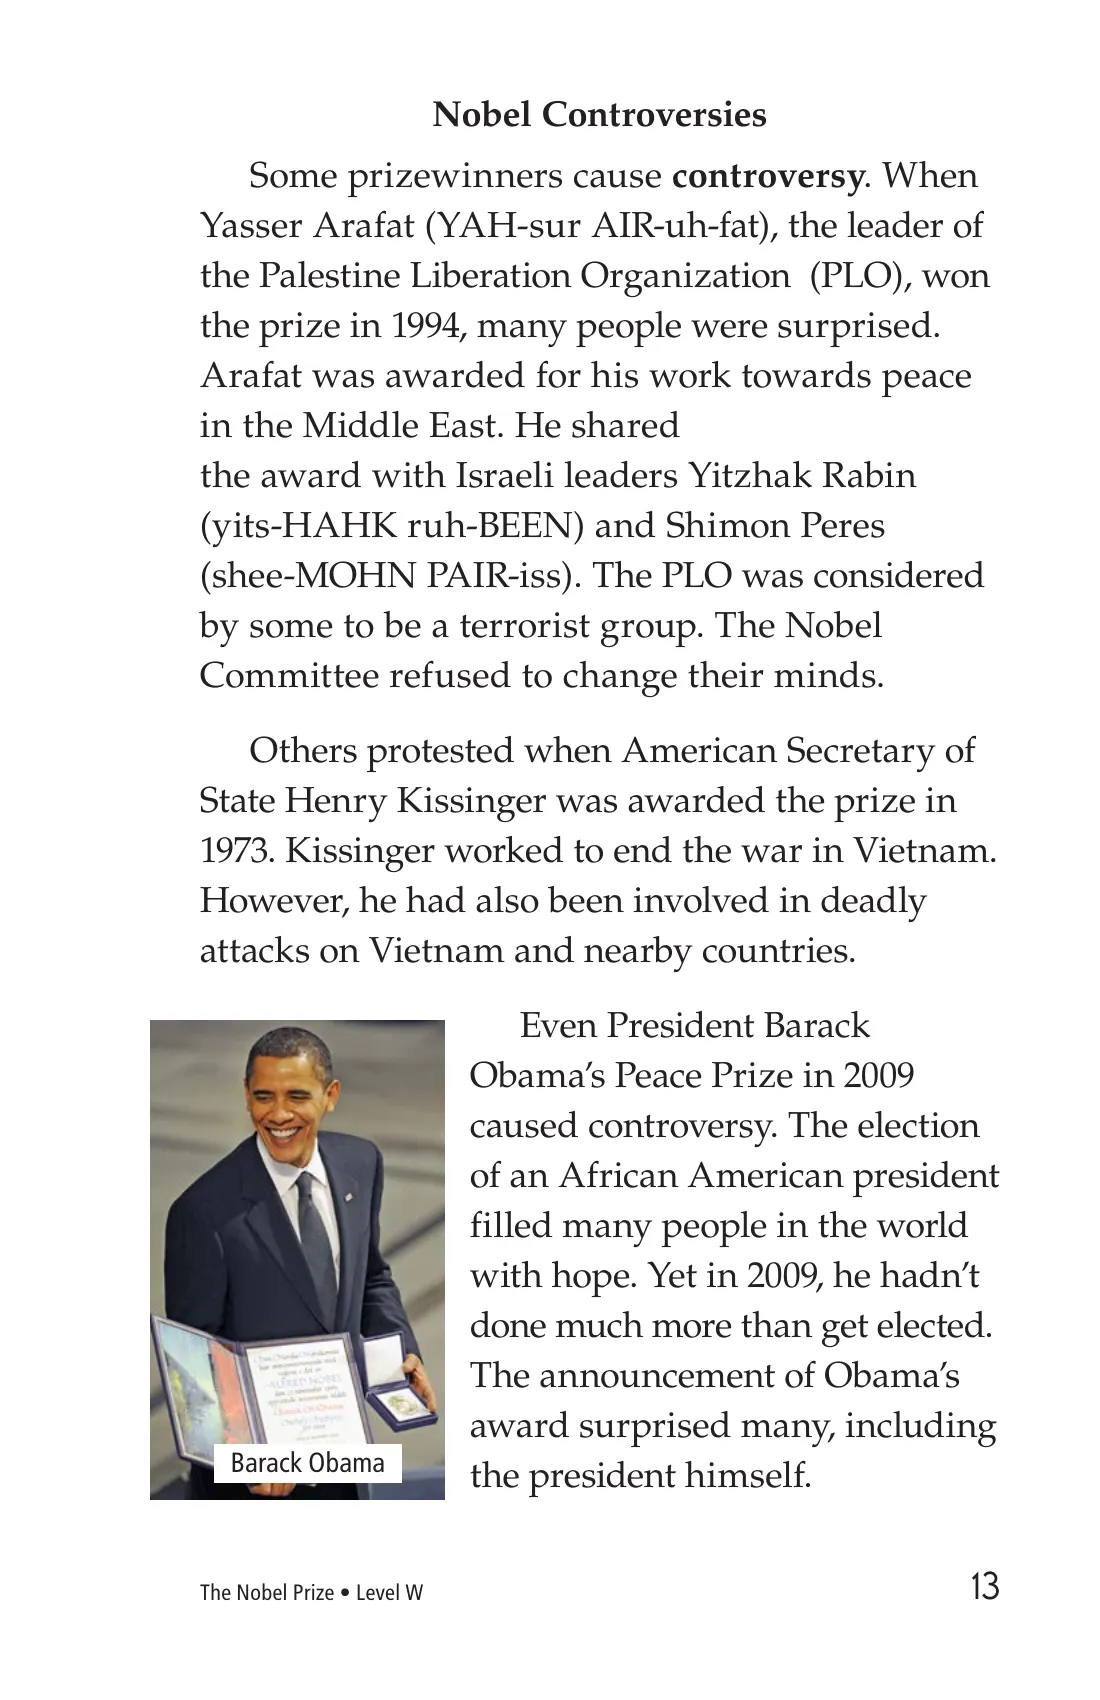 Nobel Controversies
Some prizewinners cause controversy. When
Yasser Arafat (YAH-sur AIR-uh-fat), the leader of
the Palestine Liberation Organization (PLO), won
the prize in 1994, many people were surprised.
Arafat was awarded for his work towards peace
in the Middle East. He shared
the award with Israeli leaders Yitzhak Rabin
(yits-HAHK ruh-BEEN) and Shimon Peres
(shee-MOHN PAIR-iss). The PLO was considered
by some to be a terrorist group. The Nobel
Committee refused to change their minds.
Others protested when American Secretary of
State Henry Kissinger was awarded the prize in
1973. Kissinger worked to end the war in Vietnam.
However, he had also been involved in deadly
attacks on Vietnam and nearby countries.
Even President Barack
Obama’s Peace Prize in 2009
caused controversy. The election
of an African American president
filled many people in the world
with hope. Yet in 2009, he hadn’t
done much more than get elected.
The announcement of Obama’s
award surprised many, including
the president himself.
ALFRED NOBEL
Barack Obama
The Nobel Prize • Level W
13